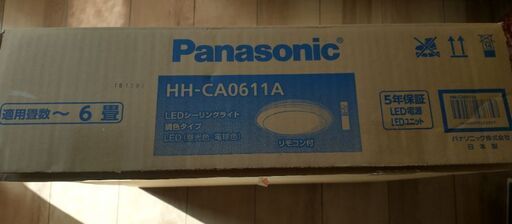 Panasonic
HH-CA0611A
適用畳数～6畳
LEDシーリングライト
調色タイプ
LED(昼光色・電球色)
リモコン付
5年保証
LED電源
LEDユニット
パナソニック株式会社
日本製